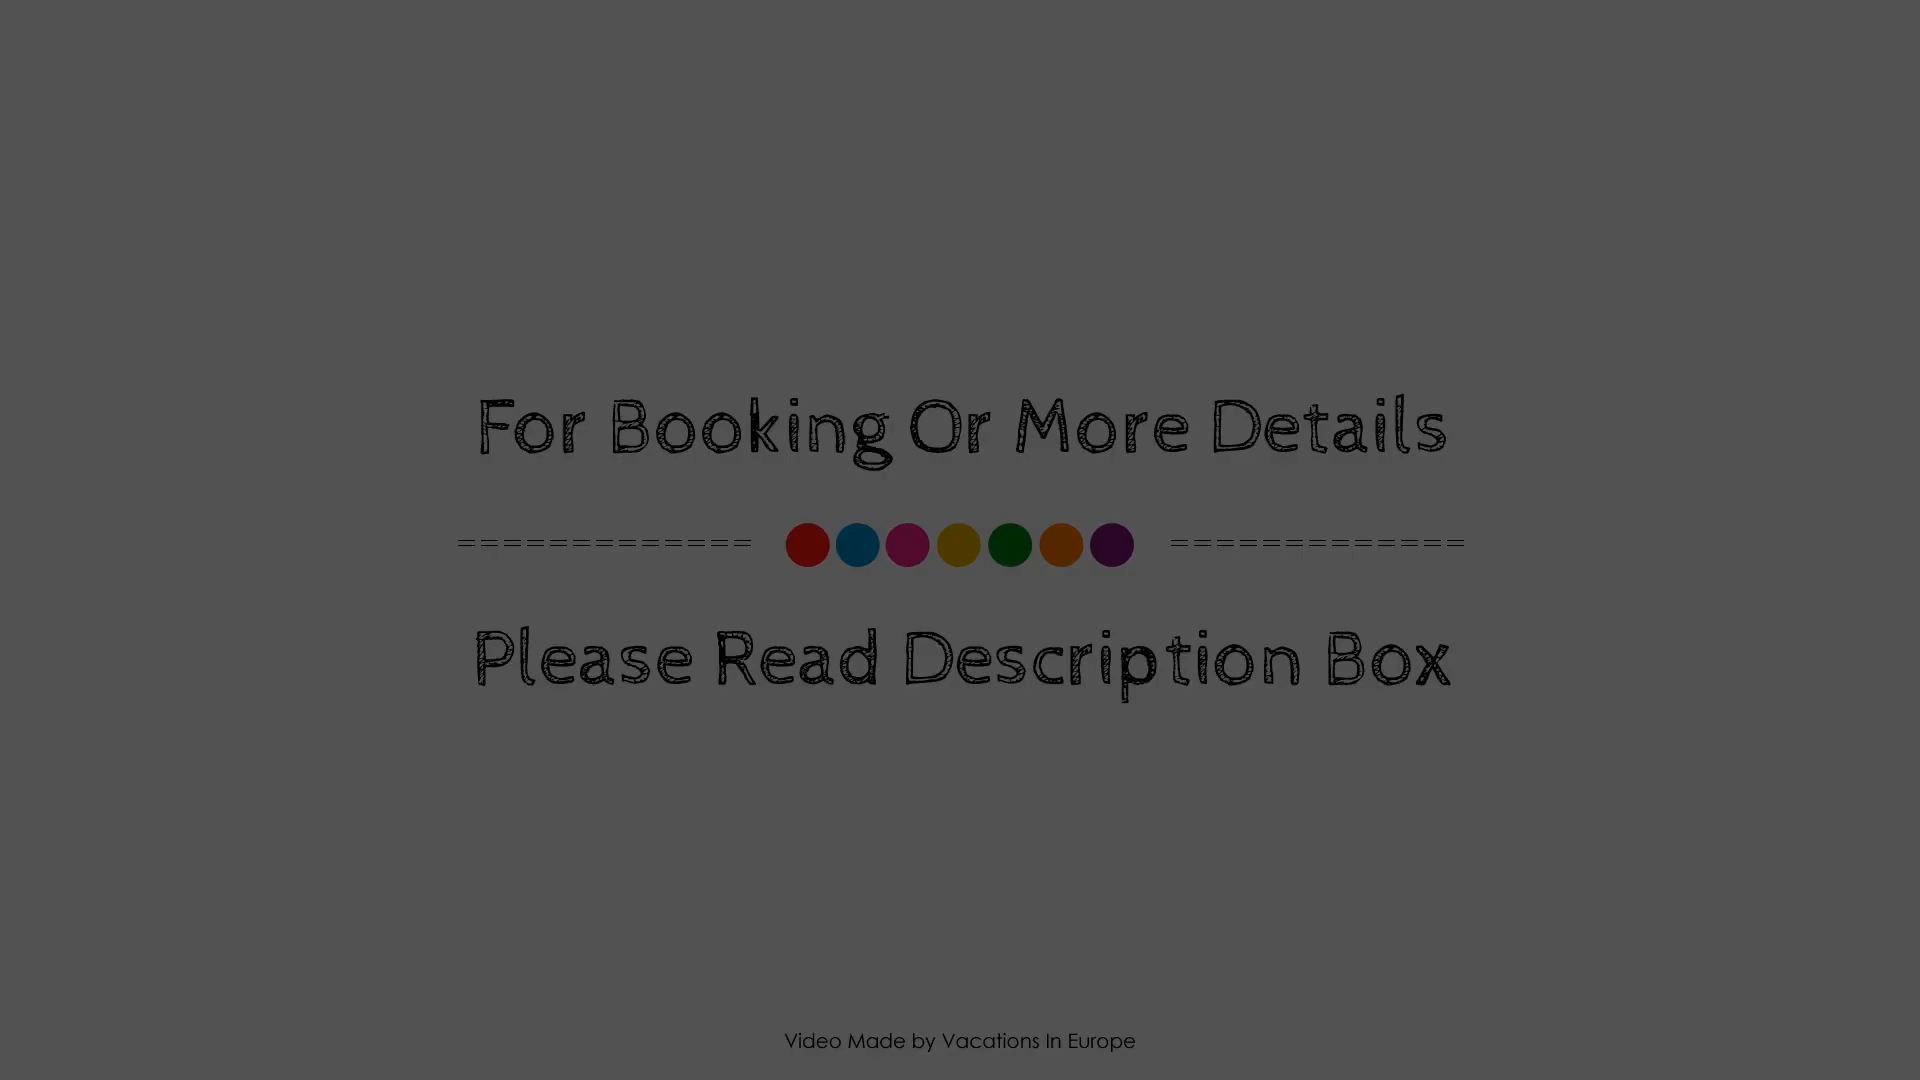 For Booking Or More Details
============= =============
Please Read Description Box
Video Made by Vacations In Europe